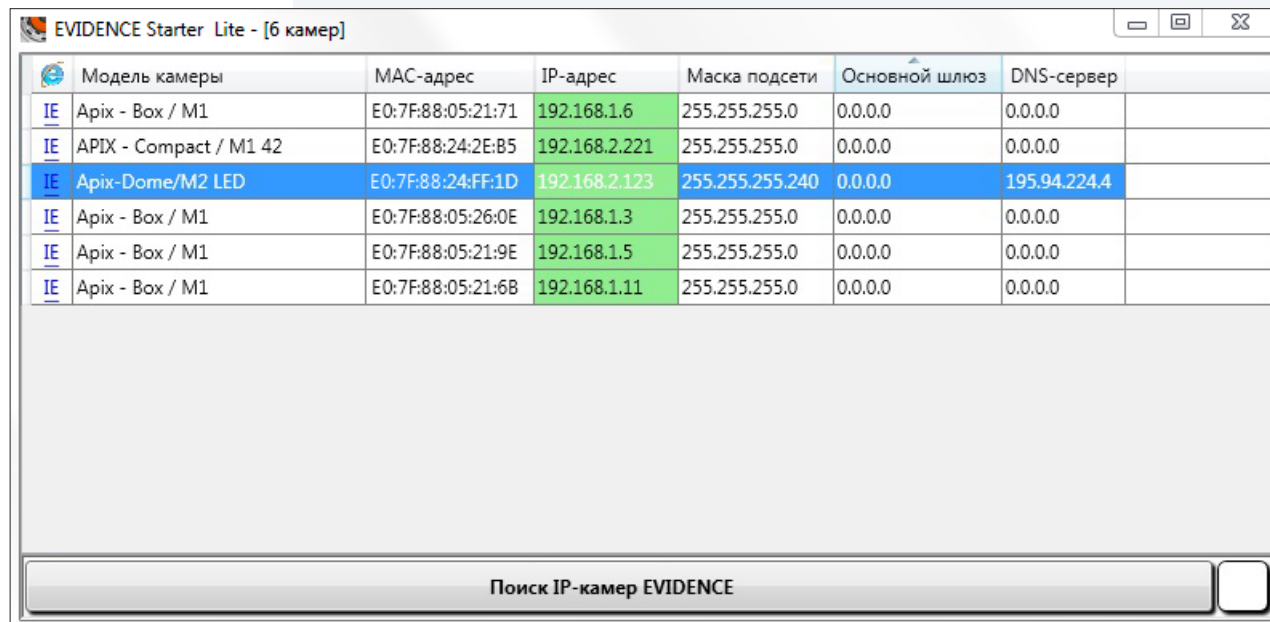 EVIDENCE Starter Lite - [6 камер]
Модель камеры MAC-адрес IP-адрес Маска подсети Основной шлюз DNS-сервер
IE Apix - Box / M1 E0:7F:88:05:21:71 192.168.1.6 255.255.255.0 0.0.0.0 0.0.0.0
IE APIX - Compact / M1 42 E0:7F:88:24:2E:B5 192.168.2.221 255.255.255.0 0.0.0.0 0.0.0.0
IE Apix-Dome/M2 LED E0:7F:88:24:FF:1D 192.168.2.123 255.255.255.240 0.0.0.0 195.94.224.4
IE Apix - Box / M1 E0:7F:88:05:26:0E 192.168.1.3 255.255.255.0 0.0.0.0 0.0.0.0
IE Apix - Box / M1 E0:7F:88:05:21:9E 192.168.1.5 255.255.255.0 0.0.0.0 0.0.0.0
IE Apix - Box / M1 E0:7F:88:05:21:6B 192.168.1.11 255.255.255.0 0.0.0.0 0.0.0.0
Поиск IP-камер EVIDENCE